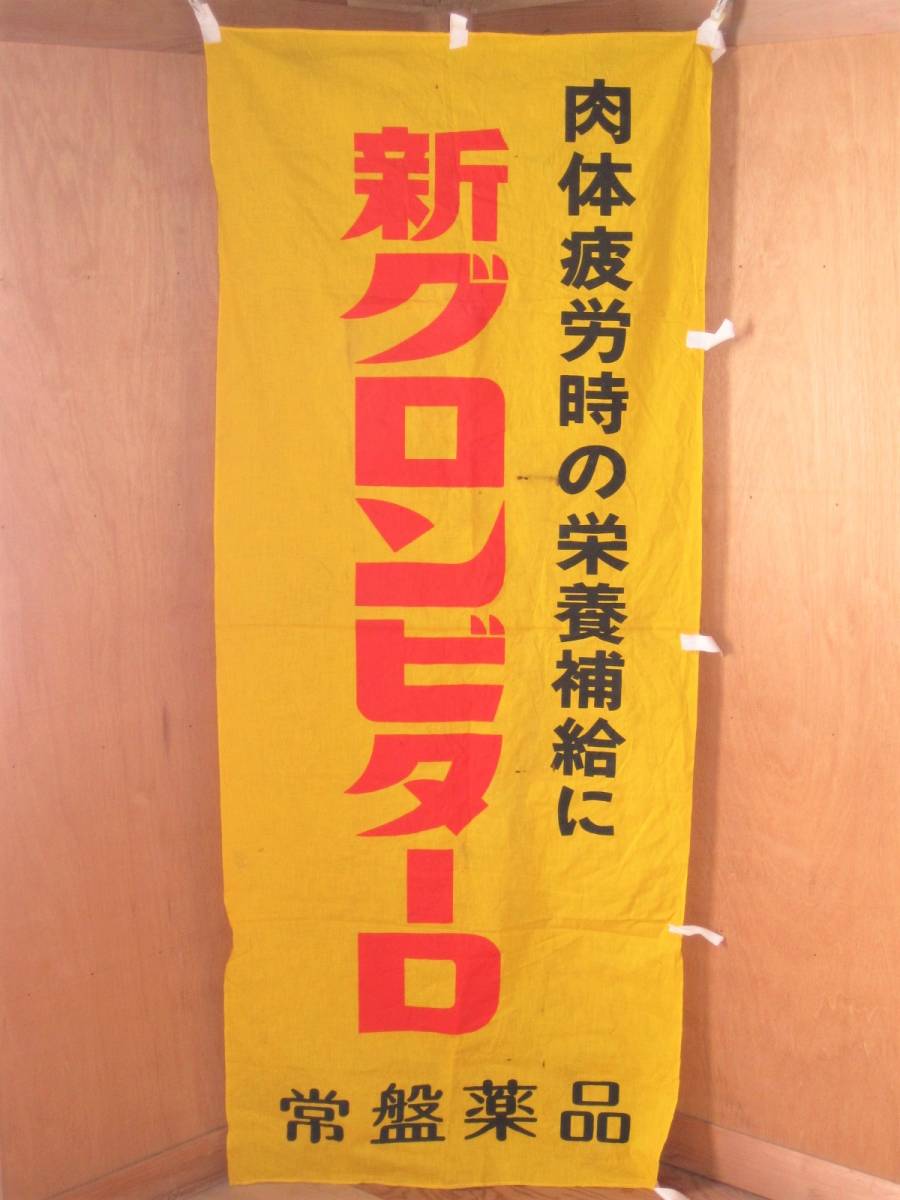 肉体疲労時の栄養補給に
新グロンビターD
常盤薬品